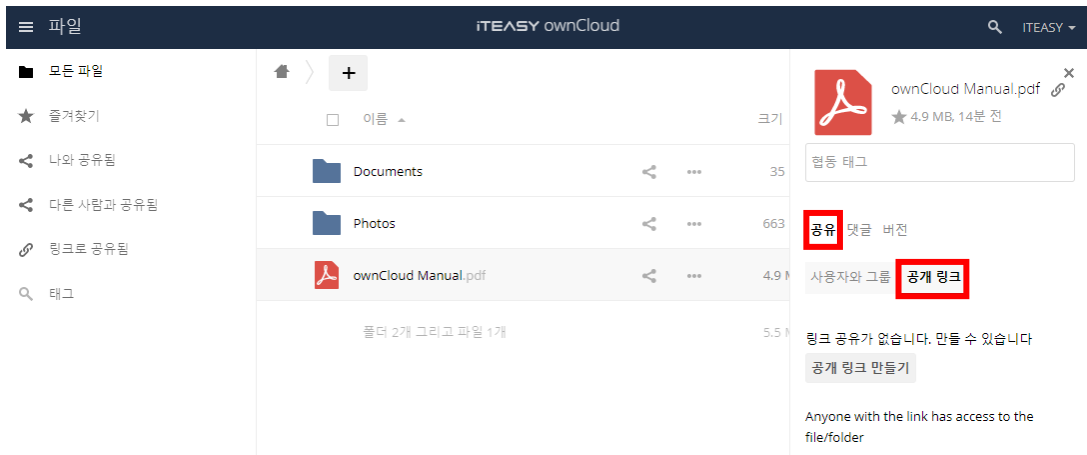 파일
iTEASY ownCloud
ITEASY
모든 파일
즐겨찾기
나와 공유됨
다른 사람과 공유됨
링크로 공유됨
태그
+
이름
크기
Documents
35
Photos
663
ownCloud Manual.pdf
4.9
폴더 2개 그리고 파일 1개
5.5
ownCloud Manual.pdf
4.9 MB, 14분 전
협동 태그
공유 댓글 버전
사용자와 그룹 공개 링크
링크 공유가 없습니다. 만들 수 있습니다
공개 링크 만들기
Anyone with the link has access to the
file/folder